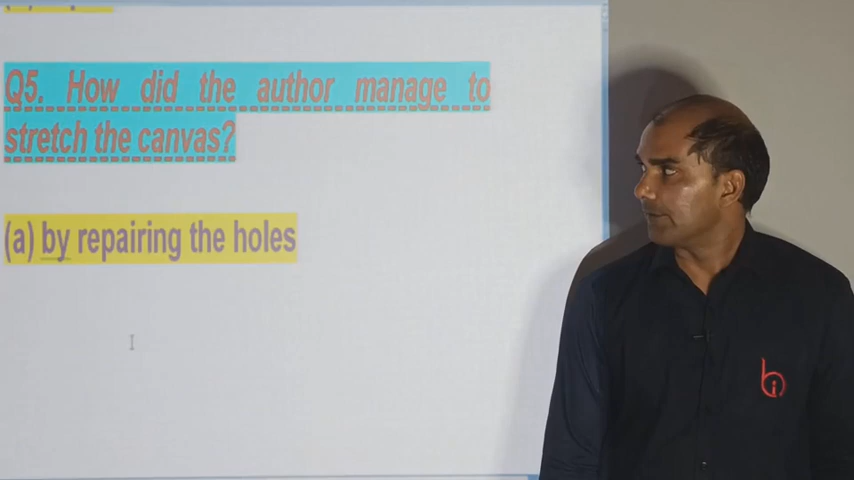 Q5. How did the author manage to
stretch the canvas?
(a) by repairing the holes